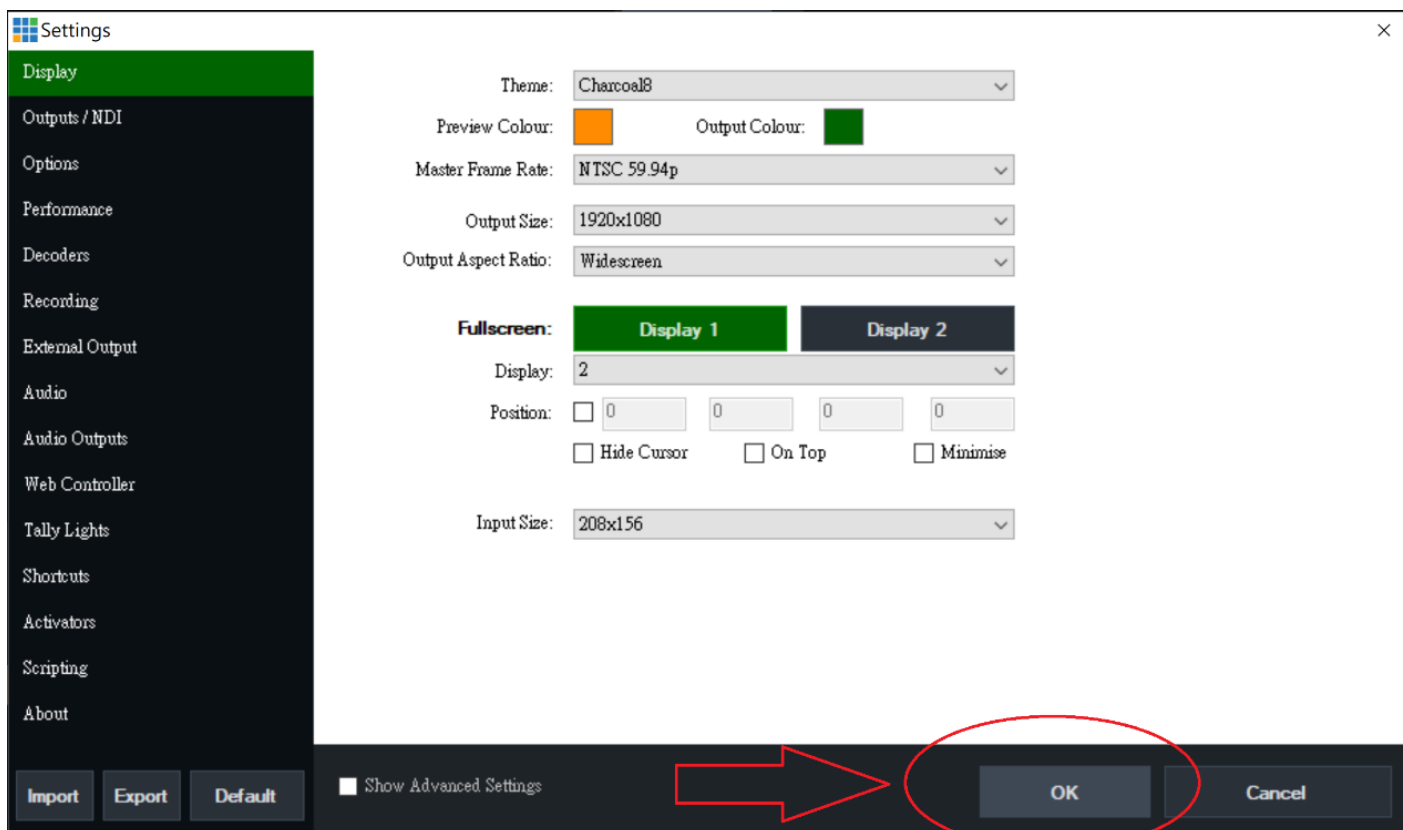 Settings
Display
Outputs / NDI
Options
Performance
Decoders
Recording
External Output
Audio
Audio Outputs
Web Controller
Tally Lights
Shortcuts
Activators
Scripting
About
Import Export Default
Theme: Charcoal8
Preview Colour: Output Colour:
Master Frame Rate: NTSC 59.94p
Output Size: 1920x1080
Output Aspect Ratio: Widescreen
Fullscreen: Display 1 Display 2
Display: 2
Position: 0 0 0 0
Hide Cursor On Top Minimise
Input Size: 208x156
Show Advanced Settings OK Cancel